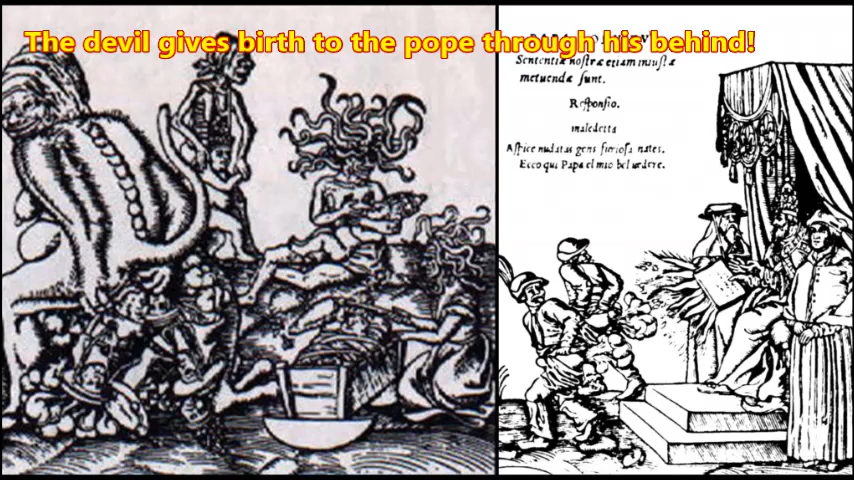 The devil gives birth to the pope through his behind!
Sententiæ noſtræ etiam iniuſtæ
metuendæ ſunt.
Reſponſio.
maledetta
Aſpice nudatas gens furioſa nates.
Ecco qui Papa el mio bel uedere.